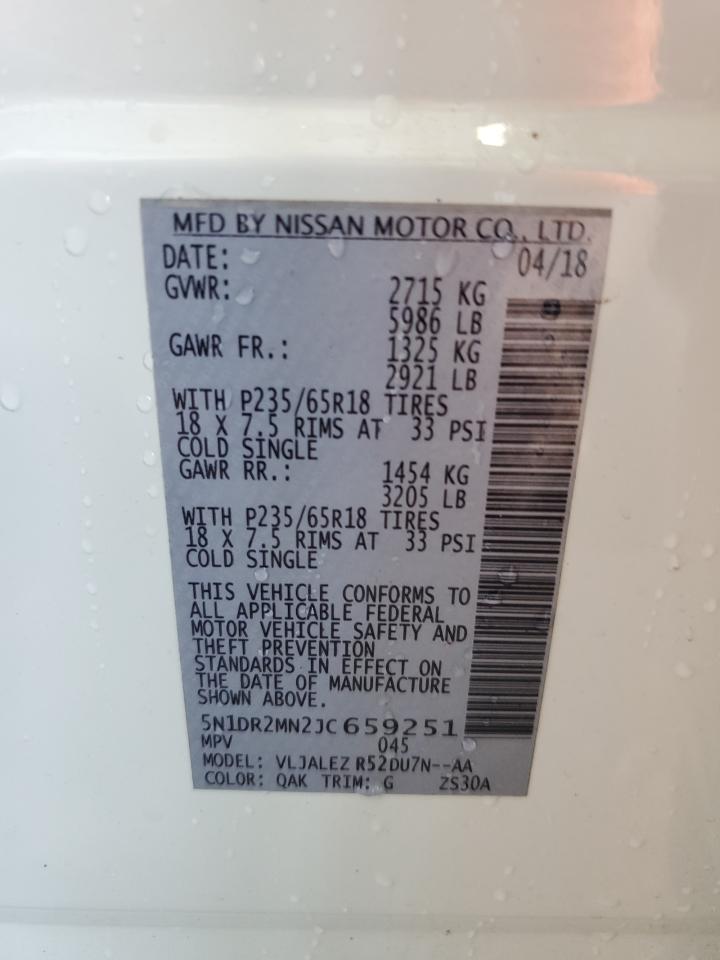 MFD BY NISSAN MOTOR CO., LTD.
DATE: 04/18
GVWR: 2715 KG
5986 LB
GAWR FR.: 1325 KG
2921 LB
WITH P235/65R18 TIRES
18 X 7.5 RIMS AT 33 PSI
COLD SINGLE
GAWR RR.: 1454 KG
3205 LB
WITH P235/65R18 TIRES
18 X 7.5 RIMS AT 33 PSI
COLD SINGLE
THIS VEHICLE CONFORMS TO
ALL APPLICABLE FEDERAL
MOTOR VEHICLE SAFETY AND
THEFT PREVENTION
STANDARDS IN EFFECT ON
THE DATE OF MANUFACTURE
SHOWN ABOVE.
5N1DR2MN2JC659251
MPV 045
MODEL: VLJALEZ R52DU7N--AA
COLOR: QAK TRIM: G ZS30A